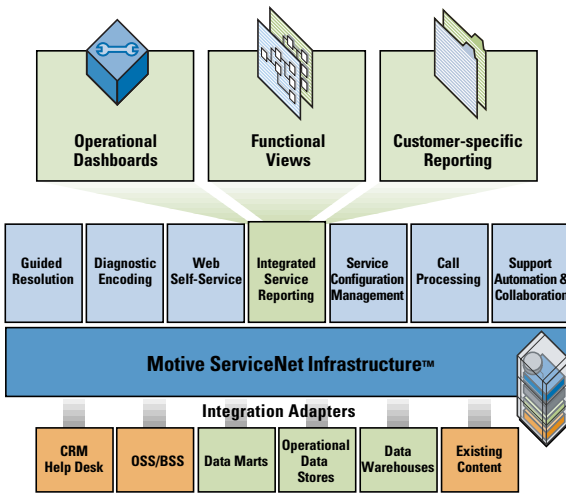 Operational
Dashboards
Functional
Views
Customer-specific
Reporting
Guided
Resolution
Diagnostic
Encoding
Web
Self-Service
Integrated
Service
Reporting
Service
Configuration
Management
Call
Processing
Support
Automation &
Collaboration
Motive ServiceNet Infrastructure™
Integration Adapters
CRM
Help Desk
OSS/BSS
Data Marts
Operational
Data
Stores
Data
Warehouses
Existing
Content